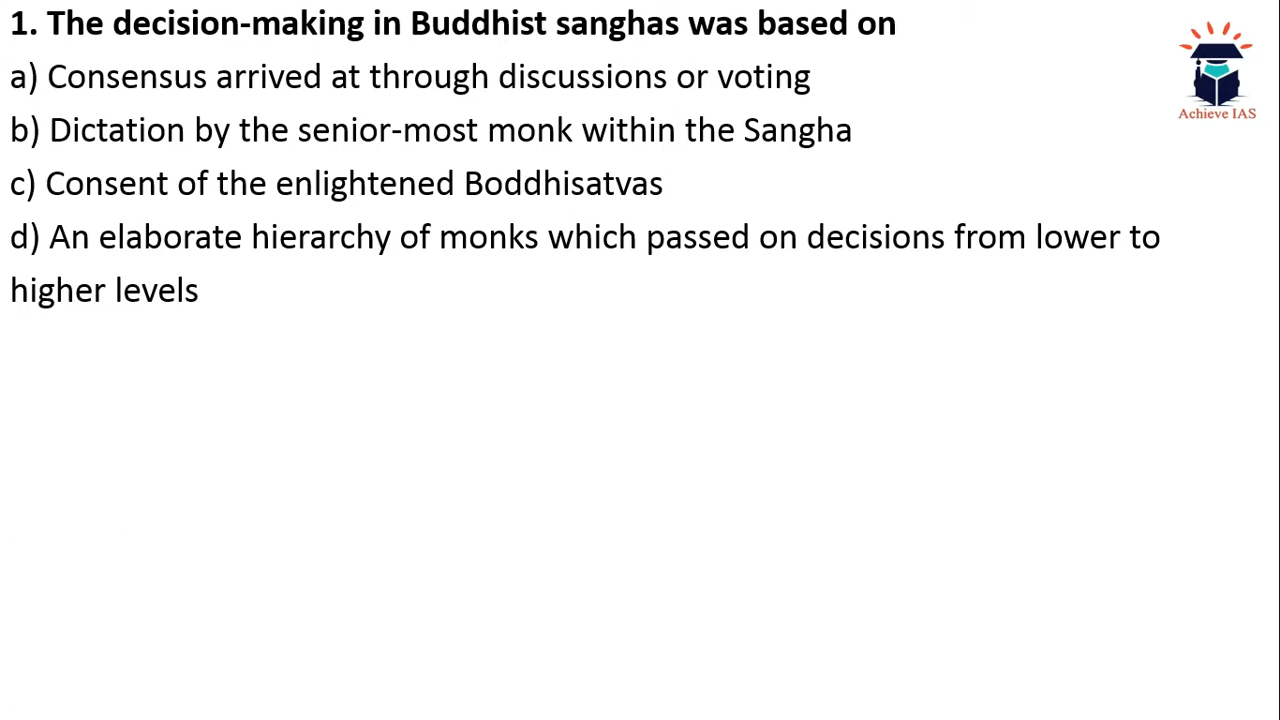 1. The decision-making in Buddhist sanghas was based on
a) Consensus arrived at through discussions or voting
b) Dictation by the senior-most monk within the Sangha
c) Consent of the enlightened Boddhisatvas
d) An elaborate hierarchy of monks which passed on decisions from lower to
higher levels
Achieve IAS